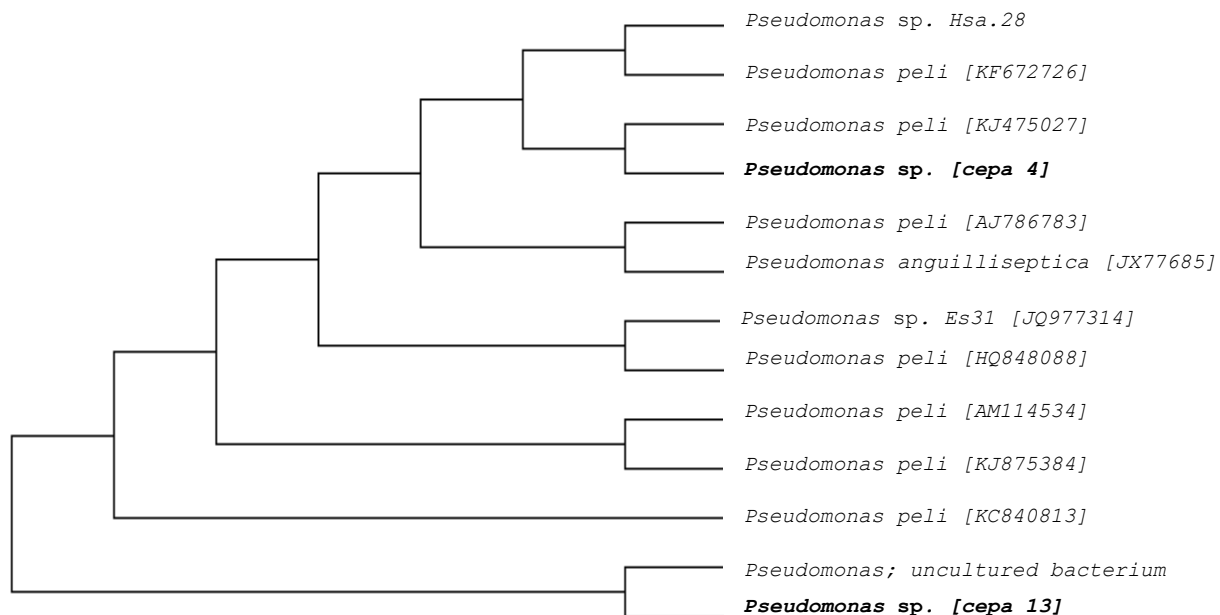 Pseudomonas sp. Hsa.28
Pseudomonas peli [KF672726]
Pseudomonas peli [KJ475027]
Pseudomonas sp. [cepa 4]
Pseudomonas peli [AJ786783]
Pseudomonas anguilliseptica [JX77685]
Pseudomonas sp. Es31 [JQ977314]
Pseudomonas peli [HQ848088]
Pseudomonas peli [AM114534]
Pseudomonas peli [KJ875384]
Pseudomonas peli [KC840813]
Pseudomonas; uncultured bacterium
Pseudomonas sp. [cepa 13]